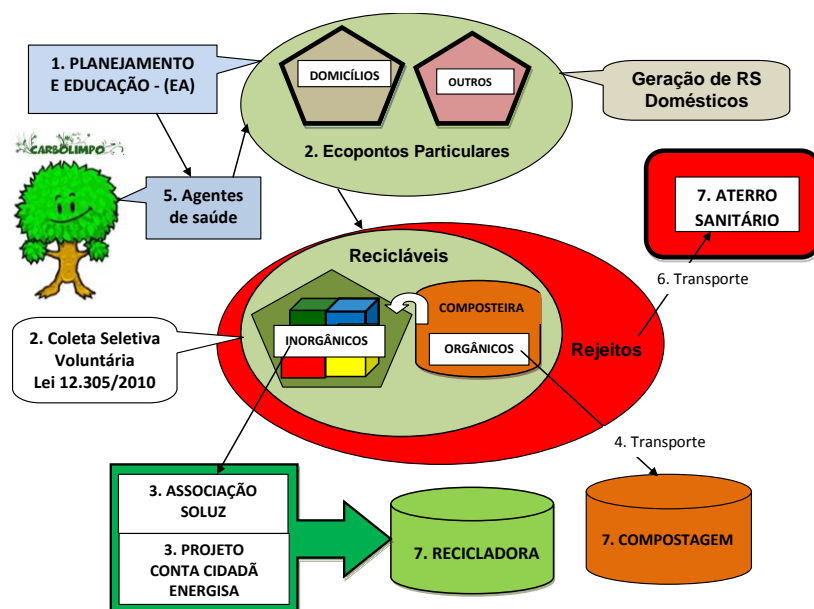 1. PLANEJAMENTO
E EDUCAÇÃO - (EA)
DOMICÍLIOS
OUTROS
2. Ecopontos Particulares
Geração de RS
Domésticos
CARBOLIMPO
5. Agentes
de saúde
7. ATERRO
SANITÁRIO
6. Transporte
Recicláveis
COMPOSTEIRA
INORGÂNICOS
ORGÂNICOS
Rejeitos
2. Coleta Seletiva
Voluntária
Lei 12.305/2010
4. Transporte
3. ASSOCIAÇÃO
SOLUZ
3. PROJETO
CONTA CIDADÃ
ENERGISA
7. RECICLADORA
7. COMPOSTAGEM